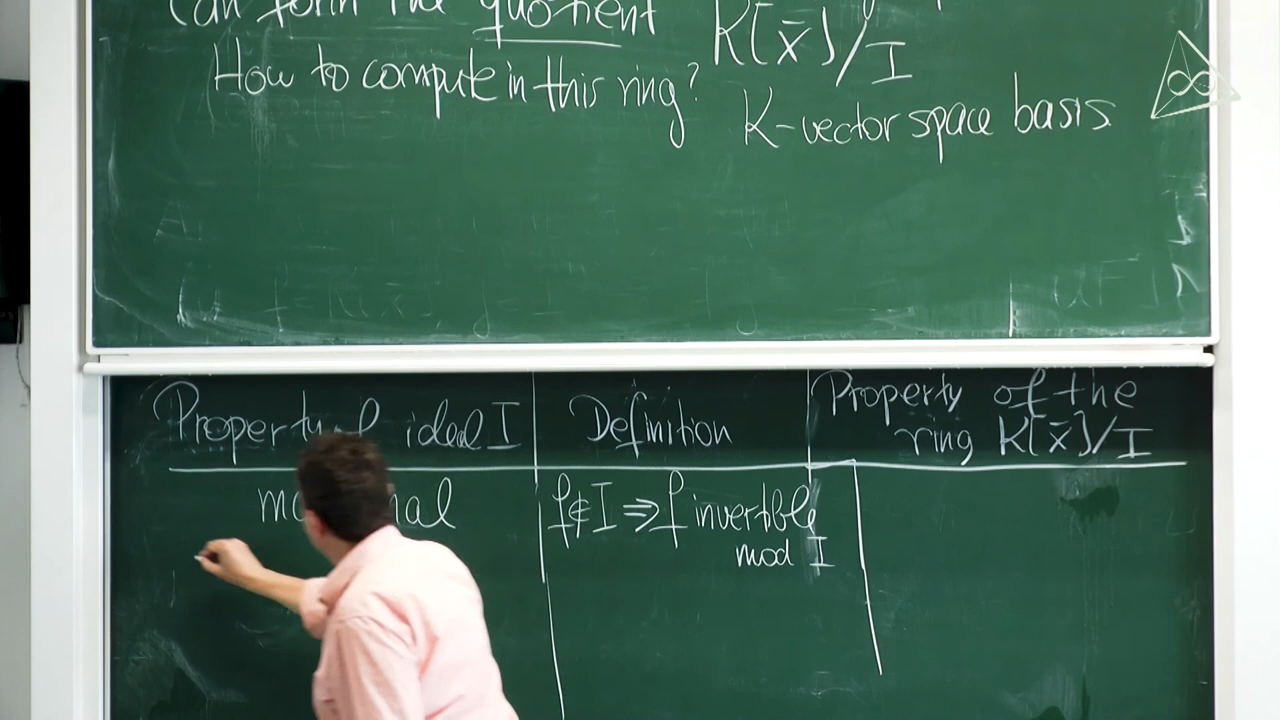 can form the quotient K[x̄]/I
How to compute in this ring?
K-vector space basis
Property of ideal I
Definition
Property of the
ring K[x̄]/I
f∉I ⇒ f invertible
mod I